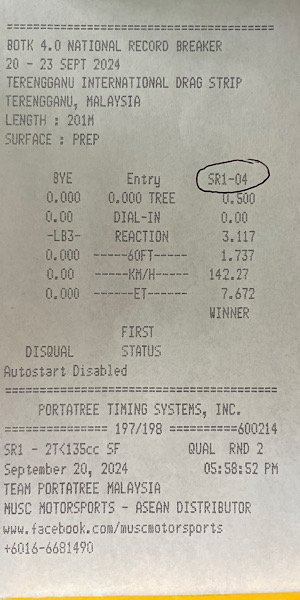 ========================================
BOTK 4.0 NATIONAL RECORD BREAKER
20 - 23 SEPT 2024
TERENGGANU INTERNATIONAL DRAG STRIP
TERENGGANU, MALAYSIA
LENGTH : 201M
SURFACE : PREP
BYE Entry SR1-04
0.000 0.000 TREE 0.500
0.00 DIAL-IN 0.00
-LB3- REACTION 3.117
0.000 -----60FT----- 1.737
0.00 -----KM/H----- 142.27
0.000 ------ET------ 7.672
WINNER
FIRST
DISQUAL STATUS
Autostart Disabled
========================================
PORTATREE TIMING SYSTEMS, INC.
=============== 197/198 ==========600214
SR1 - 2T<135cc SF QUAL RND 2
September 20, 2024 05:58:52 PM
TEAM PORTATREE MALAYSIA
MUSC MOTORSPORTS - ASEAN DISTRIBUTOR
www.facebook.com/muscmotorsports
+6016-6681490